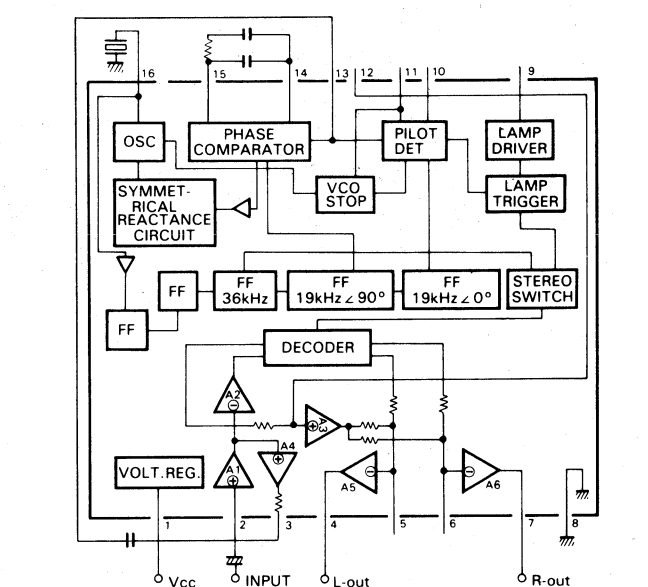 16
15
14
13
12
11
10
9
OSC
PHASE
COMPARATOR
PILOT
DET
LAMP
DRIVER
SYMMET-
RICAL
REACTANCE
CIRCUIT
VCO
STOP
LAMP
TRIGGER
FF
FF
36kHz
FF
19kHz∠90°
FF
19kHz∠0°
STEREO
SWITCH
FF
DECODER
A2
⊖
⊕
A3
A4
⊕
VOLT.REG.
A1
⊕
⊖
A5
⊖
A6
1
2
3
4
5
6
7
8
Vcc
INPUT
L-out
R-out